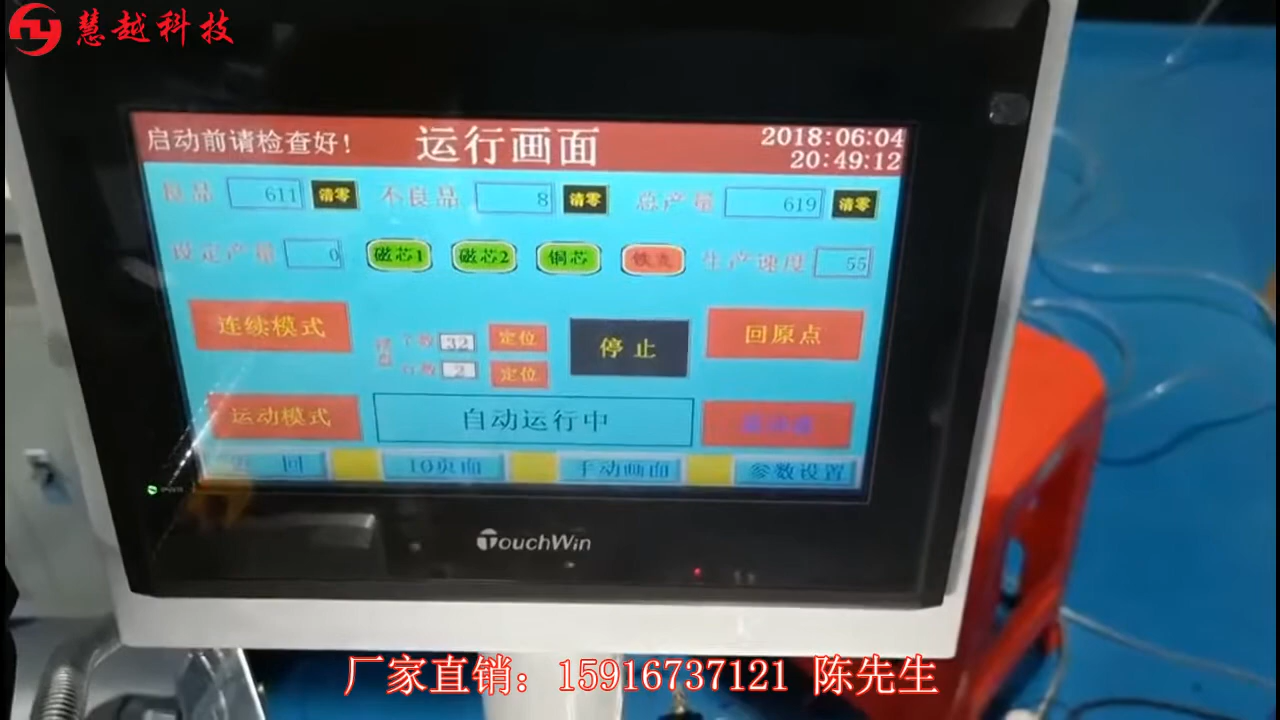 慧越科技
启动前请检查好! 运行画面 2018:06:04
20:49:12
良品 611 清零 不良品 8 清零 总产量 619 清零
设定产量 0 磁芯1 磁芯2 铜芯 铁夹 生产速度 55
连续模式 个数 32 定位 停止 回原点
2 定位
运动模式 自动运行中
返 回 IO页面 手动画面 参数设置
TouchWin
厂家直销：15916737121 陈先生